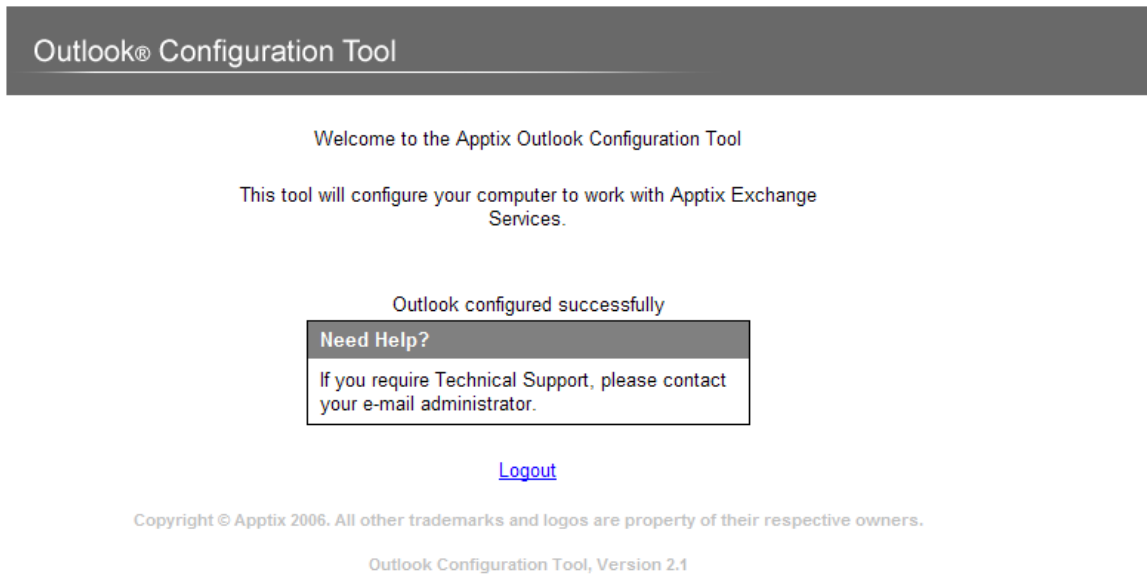 Outlook® Configuration Tool
Welcome to the Apptix Outlook Configuration Tool
This tool will configure your computer to work with Apptix Exchange
Services.
Outlook configured successfully
Need Help?
If you require Technical Support, please contact
your e-mail administrator.
Logout
Copyright © Apptix 2006. All other trademarks and logos are property of their respective owners.
Outlook Configuration Tool, Version 2.1